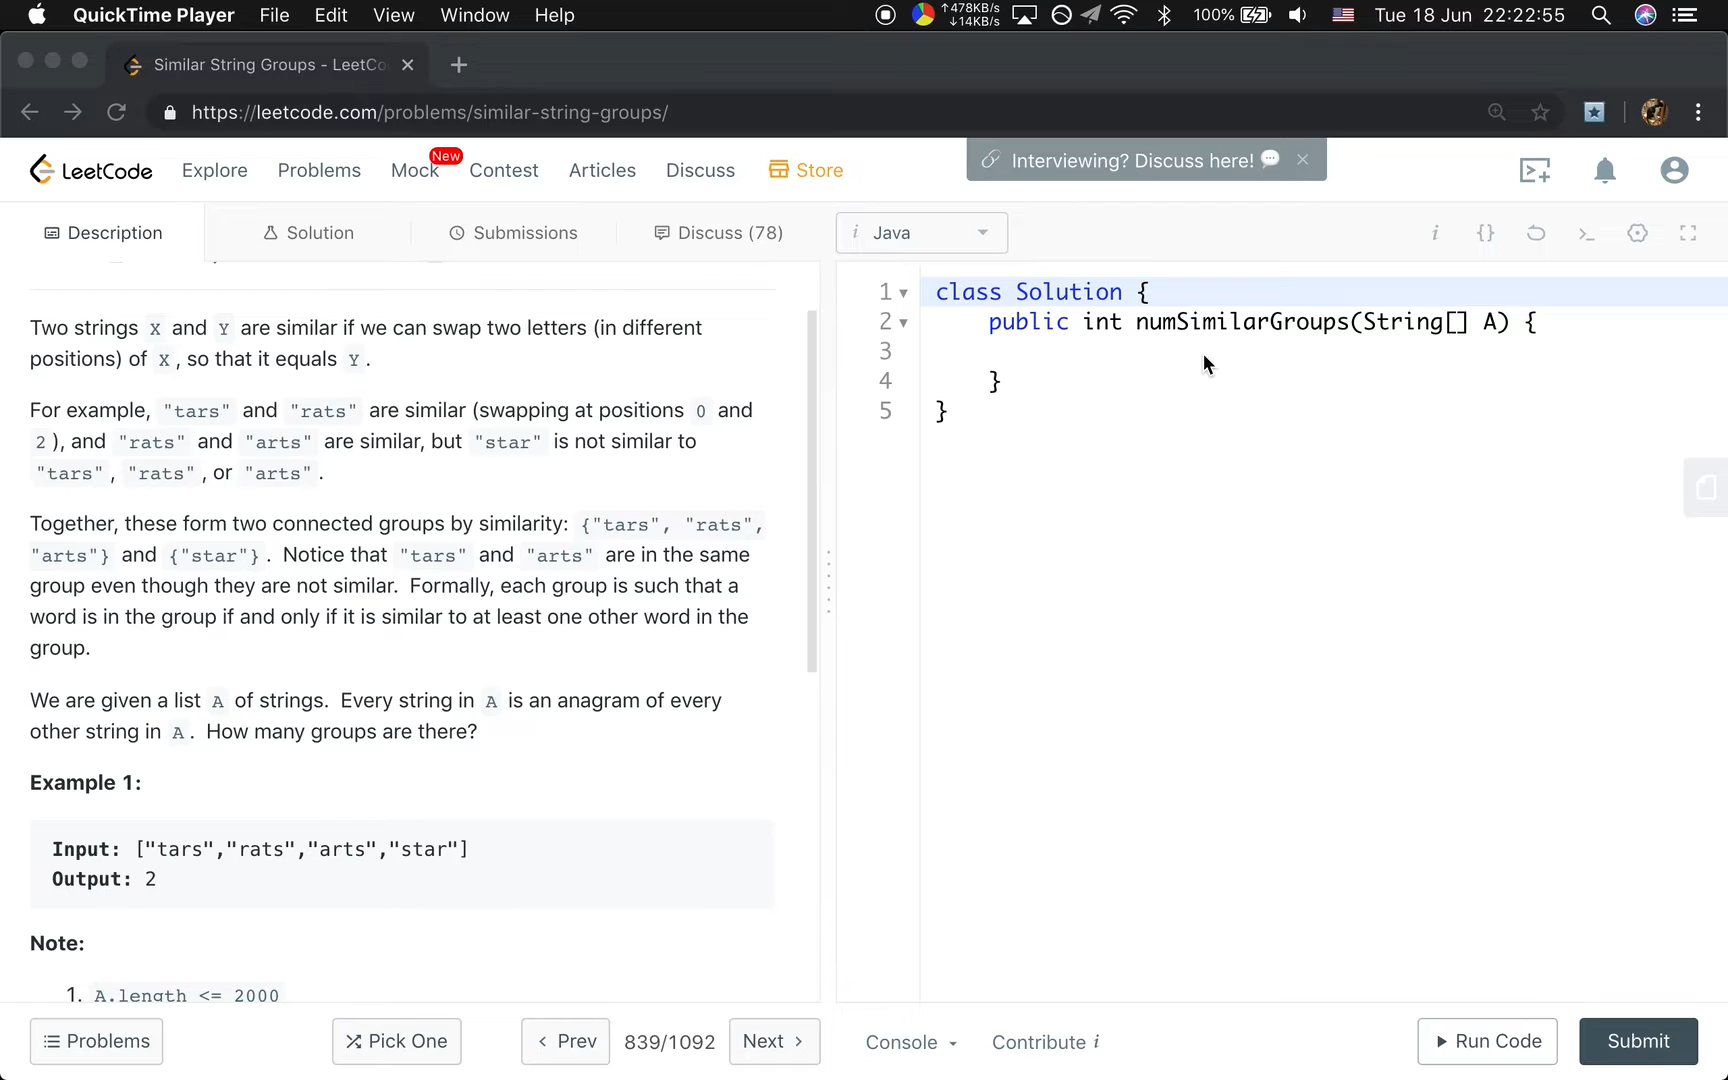 QuickTime Player File Edit View Window Help ↑478KB/s ↓14KB/s 100% Tue 18 Jun 22:22:55
Similar String Groups - LeetCo
https://leetcode.com/problems/similar-string-groups/
LeetCode Explore Problems Mock New Contest Articles Discuss Store Interviewing? Discuss here!
Description Solution Submissions Discuss (78) i Java i {}
Two strings X and Y are similar if we can swap two letters (in different
positions) of X, so that it equals Y.
For example, "tars" and "rats" are similar (swapping at positions 0 and
2), and "rats" and "arts" are similar, but "star" is not similar to
"tars", "rats", or "arts".
Together, these form two connected groups by similarity: {"tars", "rats",
"arts"} and {"star"}. Notice that "tars" and "arts" are in the same
group even though they are not similar. Formally, each group is such that a
word is in the group if and only if it is similar to at least one other word in the
group.
We are given a list A of strings. Every string in A is an anagram of every
other string in A. How many groups are there?
Example 1:
Input: ["tars","rats","arts","star"]
Output: 2
Note:
1. A.length <= 2000
1 class Solution {
2 public int numSimilarGroups(String[] A) {
3
4 }
5 }
Problems Pick One Prev 839/1092 Next Console Contribute i Run Code Submit